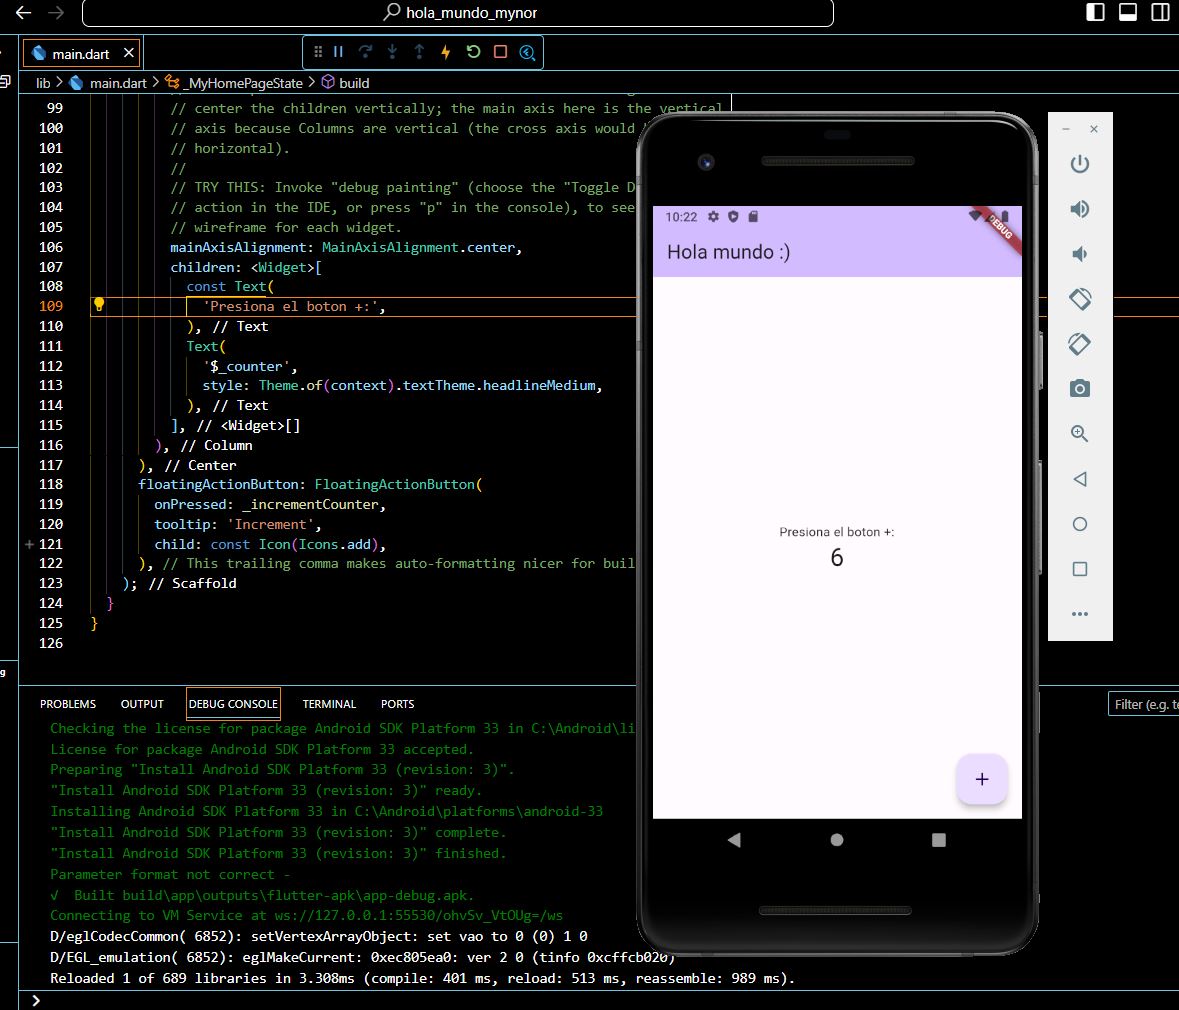 hola_mundo_mynor
main.dart
lib > main.dart > _MyHomePageState > build
99 // center the children vertically; the main axis here is the vertical
100 // axis because Columns are vertical (the cross axis would
101 // horizontal).
102 //
103 // TRY THIS: Invoke "debug painting" (choose the "Toggle D
104 // action in the IDE, or press "p" in the console), to see
105 // wireframe for each widget.
106 mainAxisAlignment: MainAxisAlignment.center,
107 children: <Widget>[
108 const Text(
109 'Presiona el boton +:',
110 ), // Text
111 Text(
112 '$_counter',
113 style: Theme.of(context).textTheme.headlineMedium,
114 ), // Text
115 ], // <Widget>[]
116 ), // Column
117 ), // Center
118 floatingActionButton: FloatingActionButton(
119 onPressed: _incrementCounter,
120 tooltip: 'Increment',
121 child: const Icon(Icons.add),
122 ), // This trailing comma makes auto-formatting nicer for buil
123 ); // Scaffold
124 }
125 }
126
10:22
DEBUG
Hola mundo :)
Presiona el boton +:
6
+
PROBLEMS OUTPUT DEBUG CONSOLE TERMINAL PORTS
Filter (e.g. te
Checking the license for package Android SDK Platform 33 in C:\Android\li
License for package Android SDK Platform 33 accepted.
Preparing "Install Android SDK Platform 33 (revision: 3)".
"Install Android SDK Platform 33 (revision: 3)" ready.
Installing Android SDK Platform 33 in C:\Android\platforms\android-33
"Install Android SDK Platform 33 (revision: 3)" complete.
"Install Android SDK Platform 33 (revision: 3)" finished.
Parameter format not correct -
√ Built build\app\outputs\flutter-apk\app-debug.apk.
Connecting to VM Service at ws://127.0.0.1:55530/ohvSv_VtOUg=/ws
D/eglCodecCommon( 6852): setVertexArrayObject: set vao to 0 (0) 1 0
D/EGL_emulation( 6852): eglMakeCurrent: 0xec805ea0: ver 2 0 (tinfo 0xcffcb020)
Reloaded 1 of 689 libraries in 3.308ms (compile: 401 ms, reload: 513 ms, reassemble: 989 ms).